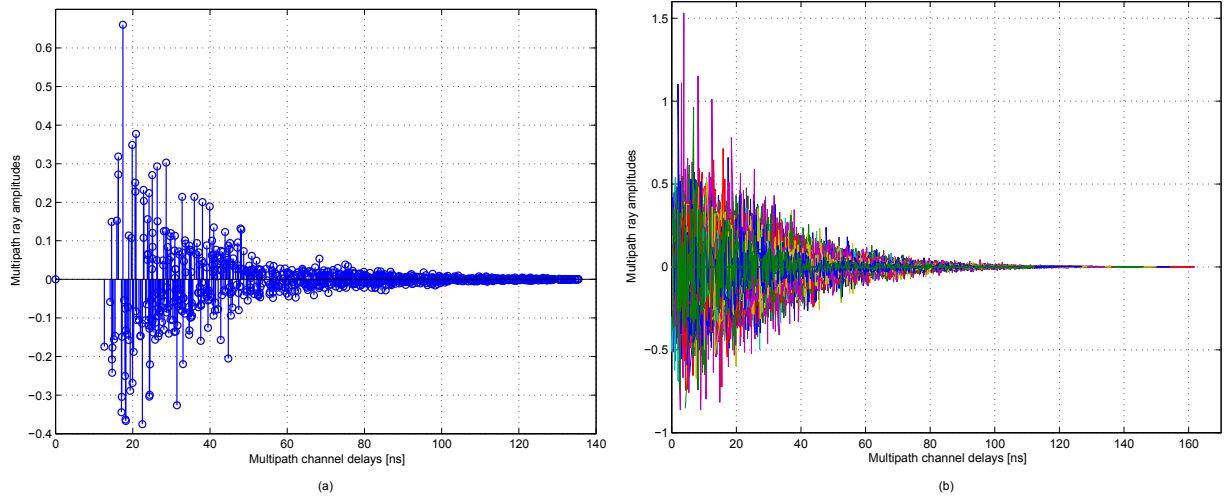 0.6
0.5
0.4
0.3
0.2
0.1
0
−0.1
−0.2
−0.3
−0.4
Multipath ray amplitudes
0 20 40 60 80 100 120 140
Multipath channel delays [ns]
(a)
1.5
1
0.5
0
−0.5
−1
Multipath ray amplitudes
0 20 40 60 80 100 120 140 160
Multipath channel delays [ns]
(b)